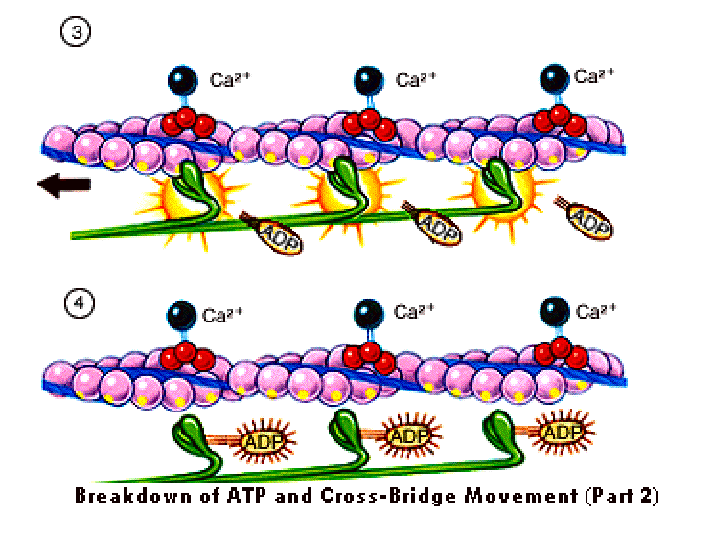 3
Ca²⁺ Ca²⁺ Ca²⁺
ADP ADP ADP
4
Ca²⁺ Ca²⁺ Ca²⁺
ADP ADP ADP
Breakdown of ATP and Cross-Bridge Movement (Part 2)